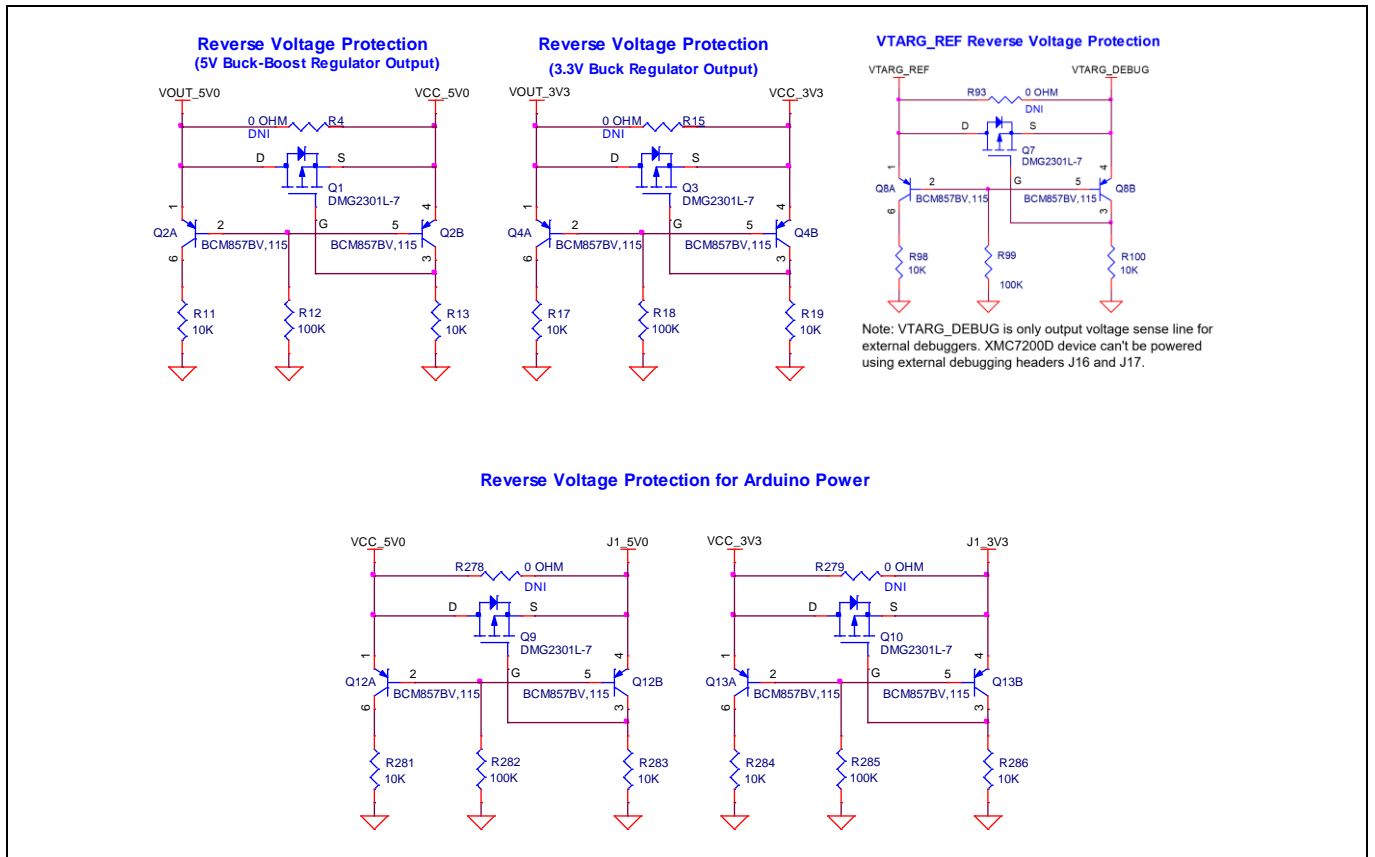 Reverse Voltage Protection
(5V Buck-Boost Regulator Output)
VOUT_5V0
VCC_5V0
0 OHM
R4
DNI
D
S
Q1
DMG2301L-7
1
4
Q2A
2
G
5
Q2B
BCM857BV,115
BCM857BV,115
6
3
R11
10K
R12
100K
R13
10K
Reverse Voltage Protection
(3.3V Buck Regulator Output)
VOUT_3V3
VCC_3V3
0 OHM
R15
DNI
D
S
Q3
DMG2301L-7
1
4
Q4A
2
G
5
Q4B
BCM857BV,115
BCM857BV,115
6
3
R17
10K
R18
100K
R19
10K
VTARG_REF Reverse Voltage Protection
VTARG_REF
VTARG_DEBUG
R93
0 OHM
DNI
D
S
Q7
DMG2301L-7
1
4
Q8A
2
G
5
Q8B
BCM857BV,115
BCM857BV,115
6
3
R98
10K
R99
100K
R100
10K
Note: VTARG_DEBUG is only output voltage sense line for
external debuggers. XMC7200D device can't be powered
using external debugging headers J16 and J17.
Reverse Voltage Protection for Arduino Power
VCC_5V0
J1_5V0
R278
0 OHM
DNI
D
S
Q9
DMG2301L-7
1
4
Q12A
2
G
5
Q12B
BCM857BV,115
BCM857BV,115
6
3
R281
10K
R282
100K
R283
10K
VCC_3V3
J1_3V3
R279
0 OHM
DNI
D
S
Q10
DMG2301L-7
1
4
Q13A
2
G
5
Q13B
BCM857BV,115
BCM857BV,115
6
3
R284
10K
R285
100K
R286
10K